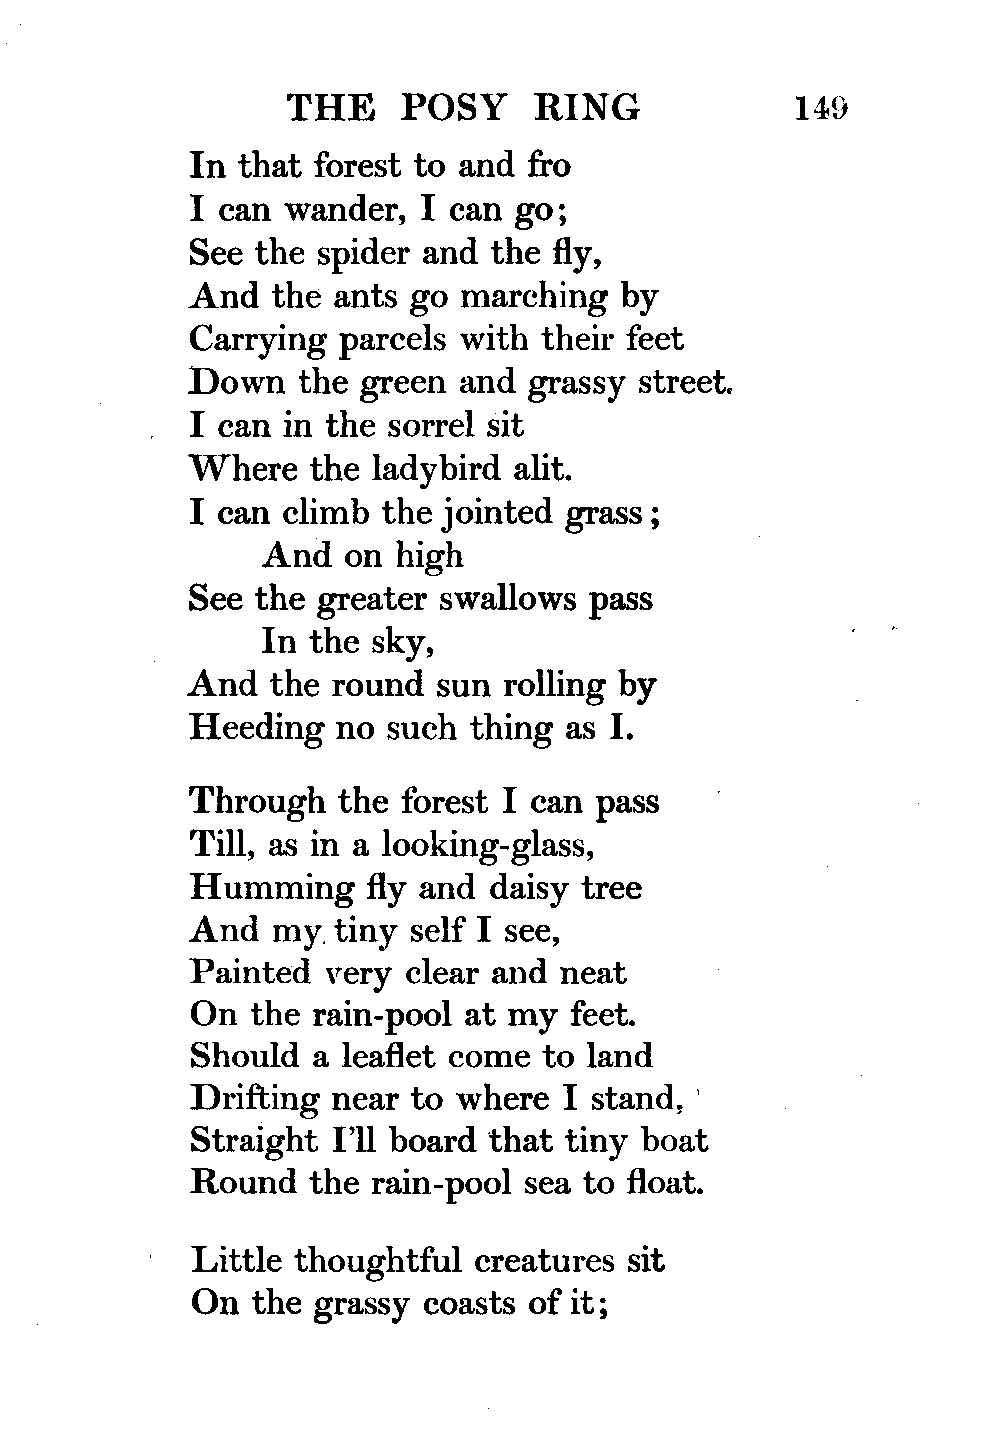 THE POSY RING 149
In that forest to and fro
I can wander, I can go;
See the spider and the fly,
And the ants go marching by
Carrying parcels with their feet
Down the green and grassy street.
I can in the sorrel sit
Where the ladybird alit.
I can climb the jointed grass;
And on high
See the greater swallows pass
In the sky,
And the round sun rolling by
Heeding no such thing as I.
Through the forest I can pass
Till, as in a looking-glass,
Humming fly and daisy tree
And my tiny self I see,
Painted very clear and neat
On the rain-pool at my feet.
Should a leaflet come to land
Drifting near to where I stand,
Straight I'll board that tiny boat
Round the rain-pool sea to float.
Little thoughtful creatures sit
On the grassy coasts of it;